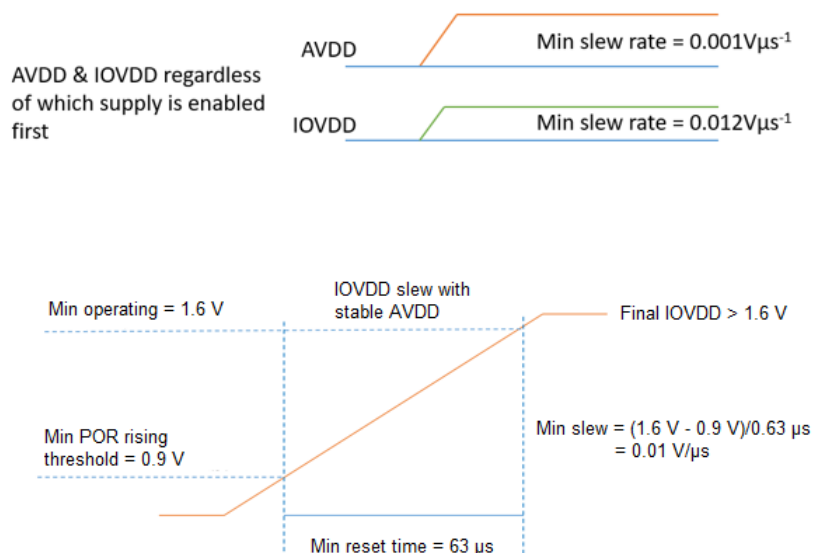 AVDD & IOVDD regardless
of which supply is enabled
first
AVDD
Min slew rate = 0.001Vµs⁻¹
IOVDD
Min slew rate = 0.012Vµs⁻¹
Min operating = 1.6 V
IOVDD slew with
stable AVDD
Final IOVDD > 1.6 V
Min POR rising
threshold = 0.9 V
Min slew = (1.6 V - 0.9 V)/0.63 µs
= 0.01 V/µs
Min reset time = 63 µs